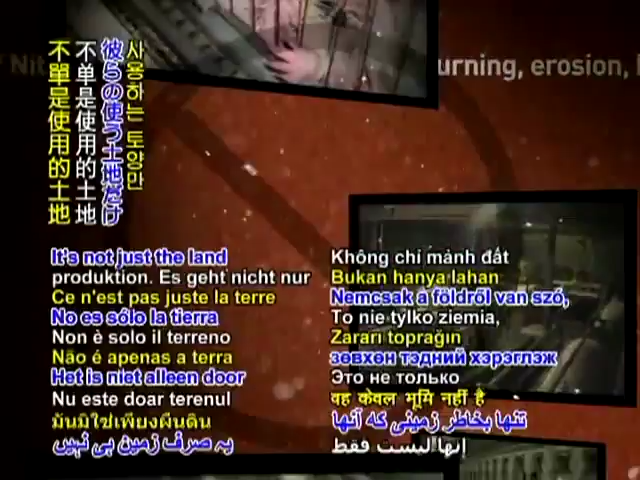 Nit urning, erosion,
不單是使用的土地
不单是使用的土地
彼らの使う土地だけ
사용하는 토양만
It's not just the land
produktion. Es geht nicht nur
Ce n'est pas juste la terre
No es sólo la tierra
Non è solo il terreno
Não é apenas a terra
Het is niet alleen door
Nu este doar terenul
มันมิใช่เพียงผืนดิน
یہ صرف زمین ہی نہیں
Không chỉ mảnh đất
Bukan hanya lahan
Nemcsak a földről van szó,
To nie tylko ziemia,
Zararı toprağın
зөвхөн тэдний хэрэглэж
Это не только
वह केवल भूमि नहीं है
تنها بخاطر زمینی که آنها
إنها ليست فقط